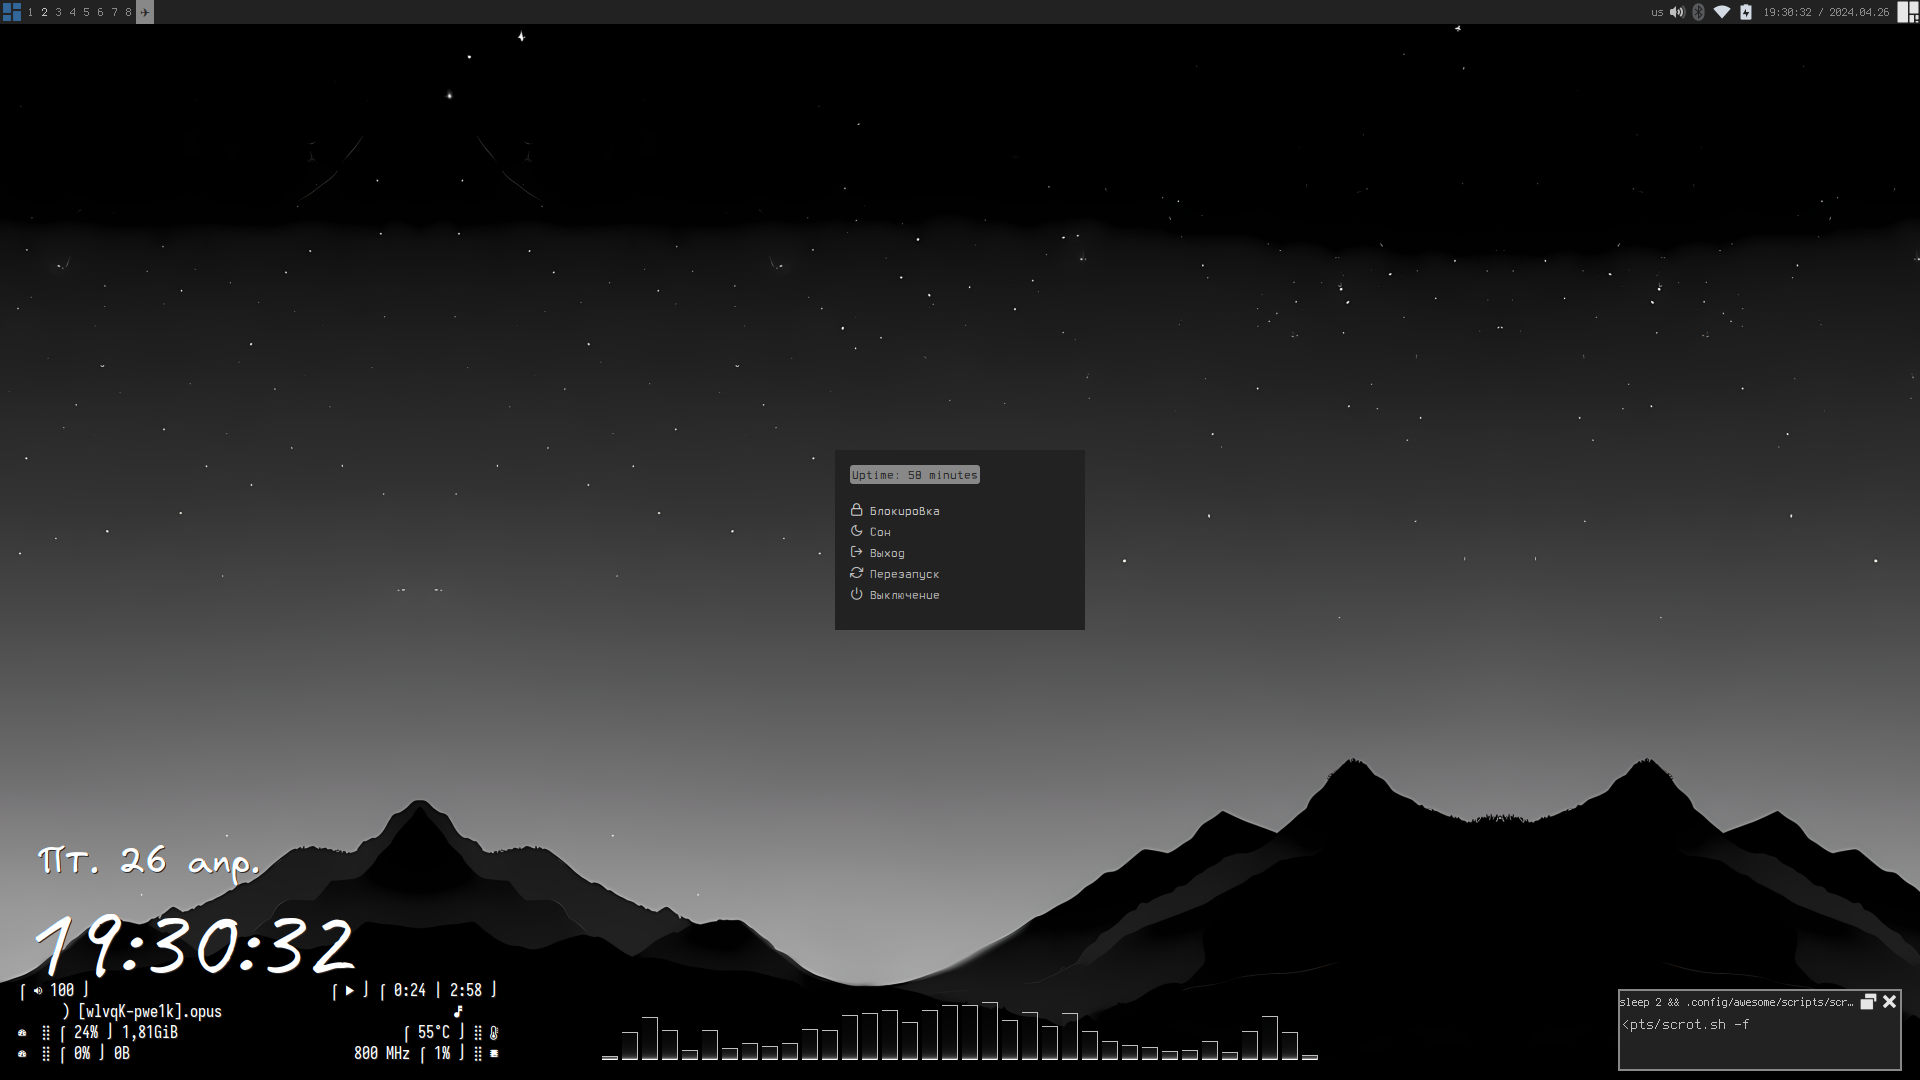 1 2 3 4 5 6 7 8
us 19:30:32 / 2024.04.26
Uptime: 58 minutes
Блокировка
Сон
Выход
Перезапуск
Выключение
Пт. 26 апр.
19:30:32
⌠ 100 ⌡ ⌠ ▶ ⌡ ⌠ 0:24 | 2:58 ⌡
) [wlvqK-pwe1k].opus
⌠ 24% ⌡ 1,81GiB ⌠ 55°C ⌡
⌠ 0% ⌡ 0B 800 MHz ⌠ 1% ⌡
sleep 2 && .config/awesome/scripts/scr…
<pts/scrot.sh -f